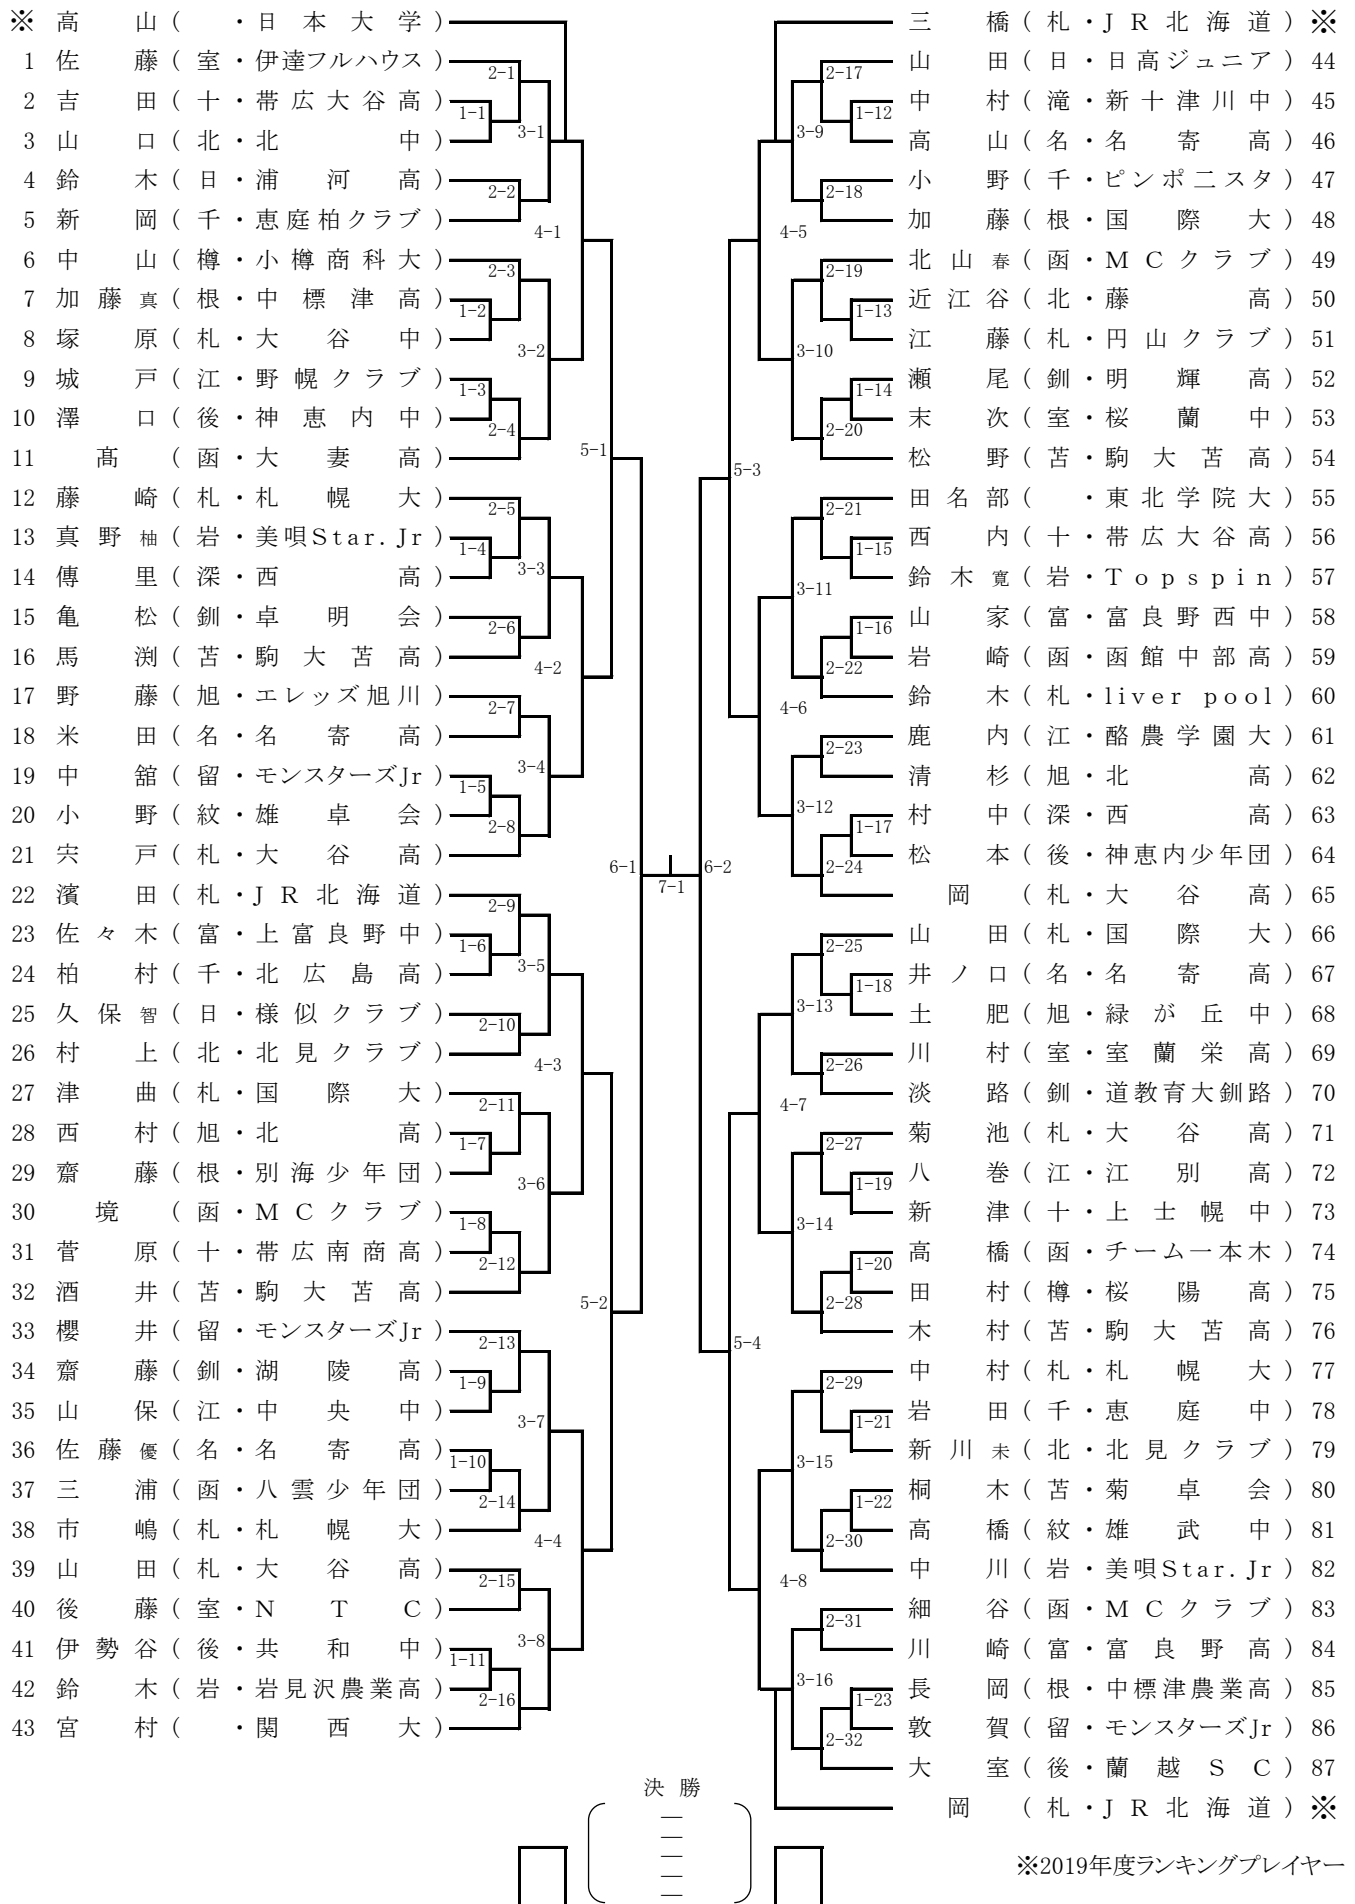 ※ 高山(　・日本大学)
1 佐藤(室・伊達フルハウス)
2 吉田(十・帯広大谷高)
3 山口(北・北中)
4 鈴木(日・浦河高)
5 新岡(千・恵庭柏クラブ)
6 中山(樽・小樽商科大)
7 加藤真(根・中標津高)
8 塚原(札・大谷中)
9 城戸(江・野幌クラブ)
10 澤口(後・神恵内中)
11 髙(函・大妻高)
12 藤崎(札・札幌大)
13 真野柚(岩・美唄Star.Jr)
14 傳里(深・西高)
15 亀松(釧・卓明会)
16 馬渕(苫・駒大苫高)
17 野藤(旭・エレッズ旭川)
18 米田(名・名寄高)
19 中舘(留・モンスターズJr)
20 小野(紋・雄卓会)
21 宍戸(札・大谷高)
22 濱田(札・JR北海道)
23 佐々木(富・上富良野中)
24 柏村(千・北広島高)
25 久保智(日・様似クラブ)
26 村上(北・北見クラブ)
27 津曲(札・国際大)
28 西村(旭・北高)
29 齋藤(根・別海少年団)
30 境(函・MCクラブ)
31 菅原(十・帯広南商高)
32 酒井(苫・駒大苫高)
33 櫻井(留・モンスターズJr)
34 齋藤(釧・湖陵高)
35 山保(江・中央中)
36 佐藤優(名・名寄高)
37 三浦(函・八雲少年団)
38 市嶋(札・札幌大)
39 山田(札・大谷高)
40 後藤(室・NTC)
41 伊勢谷(後・共和中)
42 鈴木(岩・岩見沢農業高)
43 宮村(　・関西大)
2-1
1-1
3-1
2-2
4-1
2-3
1-2
3-2
1-3
2-4
5-1
2-5
1-4
3-3
2-6
4-2
2-7
3-4
1-5
2-8
6-1
2-9
1-6
3-5
2-10
4-3
2-11
1-7
3-6
1-8
2-12
5-2
2-13
1-9
3-7
1-10
2-14
4-4
2-15
3-8
1-11
2-16
7-1
6-2
2-17
1-12
3-9
2-18
4-5
2-19
1-13
3-10
1-14
2-20
5-3
2-21
1-15
3-11
1-16
2-22
4-6
2-23
3-12
1-17
2-24
2-25
1-18
3-13
2-26
4-7
2-27
1-19
3-14
1-20
2-28
5-4
2-29
1-21
3-15
1-22
2-30
4-8
2-31
3-16
1-23
2-32
三橋(札・JR北海道) ※
山田(日・日高ジュニア) 44
中村(滝・新十津川中) 45
高山(名・名寄高) 46
小野(千・ピンポ二スタ) 47
加藤(根・国際大) 48
北山春(函・MCクラブ) 49
近江谷(北・藤高) 50
江藤(札・円山クラブ) 51
瀬尾(釧・明輝高) 52
末次(室・桜蘭中) 53
松野(苫・駒大苫高) 54
田名部(　・東北学院大) 55
西内(十・帯広大谷高) 56
鈴木寛(岩・Topspin) 57
山家(富・富良野西中) 58
岩崎(函・函館中部高) 59
鈴木(札・liver pool) 60
鹿内(江・酪農学園大) 61
清杉(旭・北高) 62
村中(深・西高) 63
松本(後・神恵内少年団) 64
岡(札・大谷高) 65
山田(札・国際大) 66
井ノ口(名・名寄高) 67
土肥(旭・緑が丘中) 68
川村(室・室蘭栄高) 69
淡路(釧・道教育大釧路) 70
菊池(札・大谷高) 71
八巻(江・江別高) 72
新津(十・上士幌中) 73
高橋(函・チーム一本木) 74
田村(樽・桜陽高) 75
木村(苫・駒大苫高) 76
中村(札・札幌大) 77
岩田(千・恵庭中) 78
新川未(北・北見クラブ) 79
桐木(苫・菊卓会) 80
高橋(紋・雄武中) 81
中川(岩・美唄Star.Jr) 82
細谷(函・MCクラブ) 83
川崎(富・富良野高) 84
長岡(根・中標津農業高) 85
敦賀(留・モンスターズJr) 86
大室(後・蘭越SC) 87
岡(札・JR北海道) ※
決勝
—
—
—
—
—
※2019年度ランキングプレイヤー